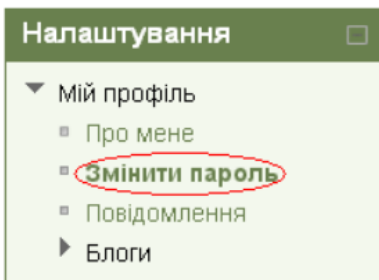 Налаштування
Мій профіль
Про мене
Змінити пароль
Повідомлення
Блоги